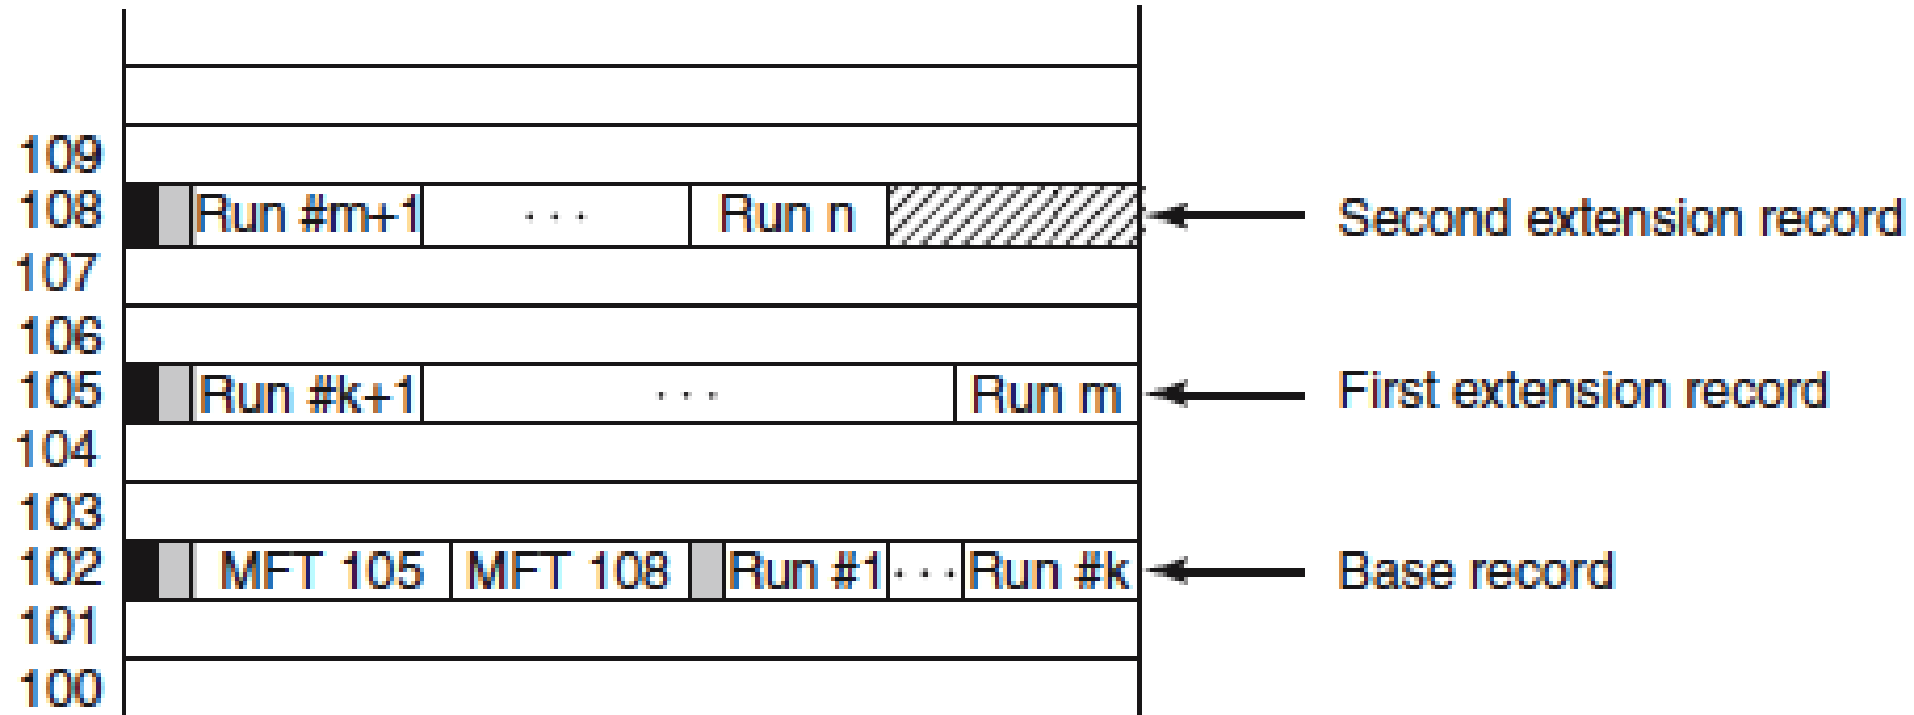 109
108 Run #m+1 ... Run n Second extension record
107
106
105 Run #k+1 ... Run m First extension record
104
103
102 MFT 105 MFT 108 Run #1 ... Run #k Base record
101
100